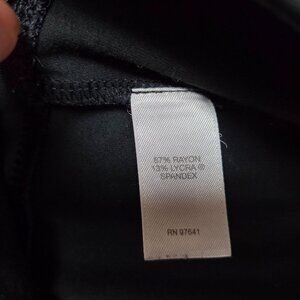 87% RAYON
13% LYCRA ®
SPANDEX
RN 97641